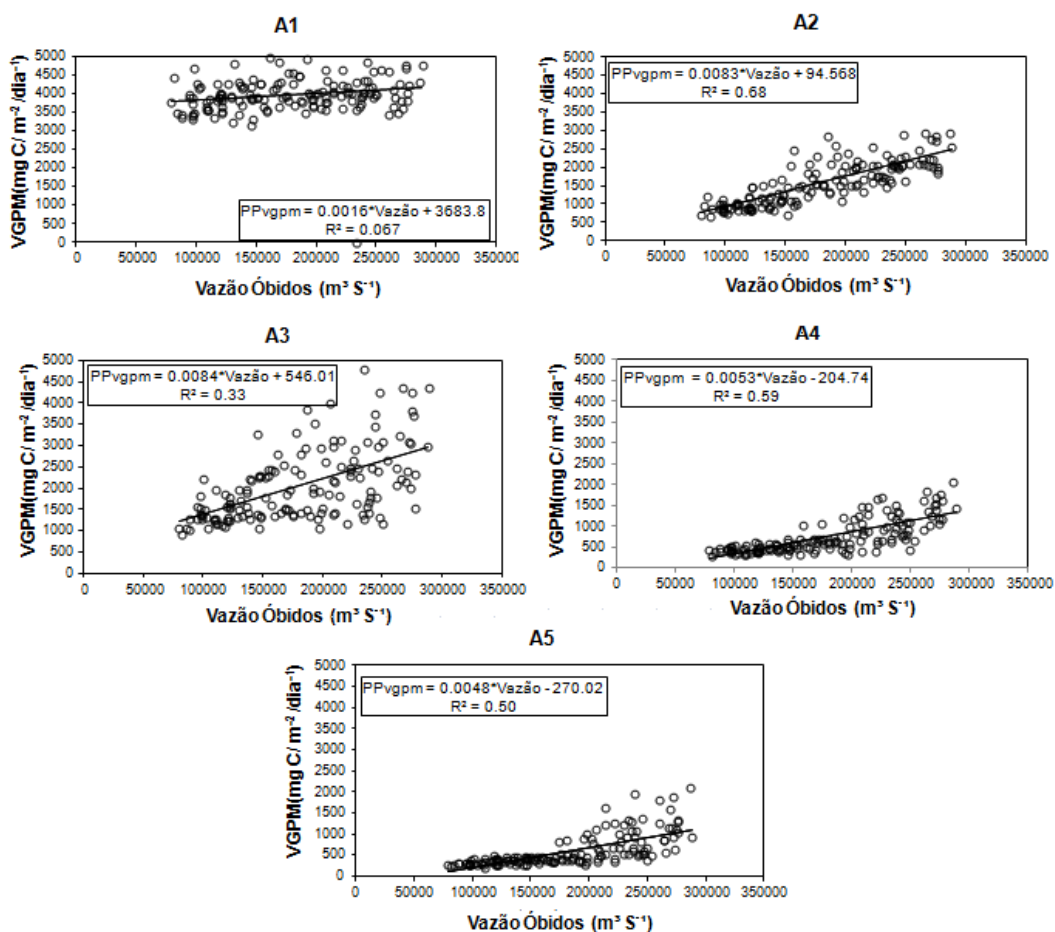 A1
VGPM(mg C/ m⁻² /dia⁻¹)
5000
4500
4000
3500
3000
2500
2000
1500
1000
500
0
PPvgpm = 0.0016*Vazão + 3683.8
R² = 0.067
0 50000 100000 150000 200000 250000 300000 350000
Vazão Óbidos (m³ S⁻¹)
A2
VGPM(mg C/ m⁻² /dia⁻¹)
5000
4500
4000
3500
3000
2500
2000
1500
1000
500
0
PPvgpm = 0.0083*Vazão + 94.568
R² = 0.68
0 50000 100000 150000 200000 250000 300000 350000
Vazão Óbidos (m³ S⁻¹)
A3
VGPM(mg C/ m⁻² /dia⁻¹)
5000
4500
4000
3500
3000
2500
2000
1500
1000
500
0
PPvgpm = 0.0084*Vazão + 546.01
R² = 0.33
0 50000 100000 150000 200000 250000 300000 350000
Vazão Óbidos (m³ S⁻¹)
A4
VGPM(mg C/ m⁻² /dia⁻¹)
5000
4500
4000
3500
3000
2500
2000
1500
1000
500
0
PPvgpm = 0.0053*Vazão - 204.74
R² = 0.59
0 50000 100000 150000 200000 250000 300000 350000
Vazão Óbidos (m³ S⁻¹)
A5
VGPM(mg C/ m⁻² /dia⁻¹)
5000
4500
4000
3500
3000
2500
2000
1500
1000
500
0
PPvgpm = 0.0048*Vazão - 270.02
R² = 0.50
0 50000 100000 150000 200000 250000 300000 350000
Vazão Óbidos (m³ S⁻¹)